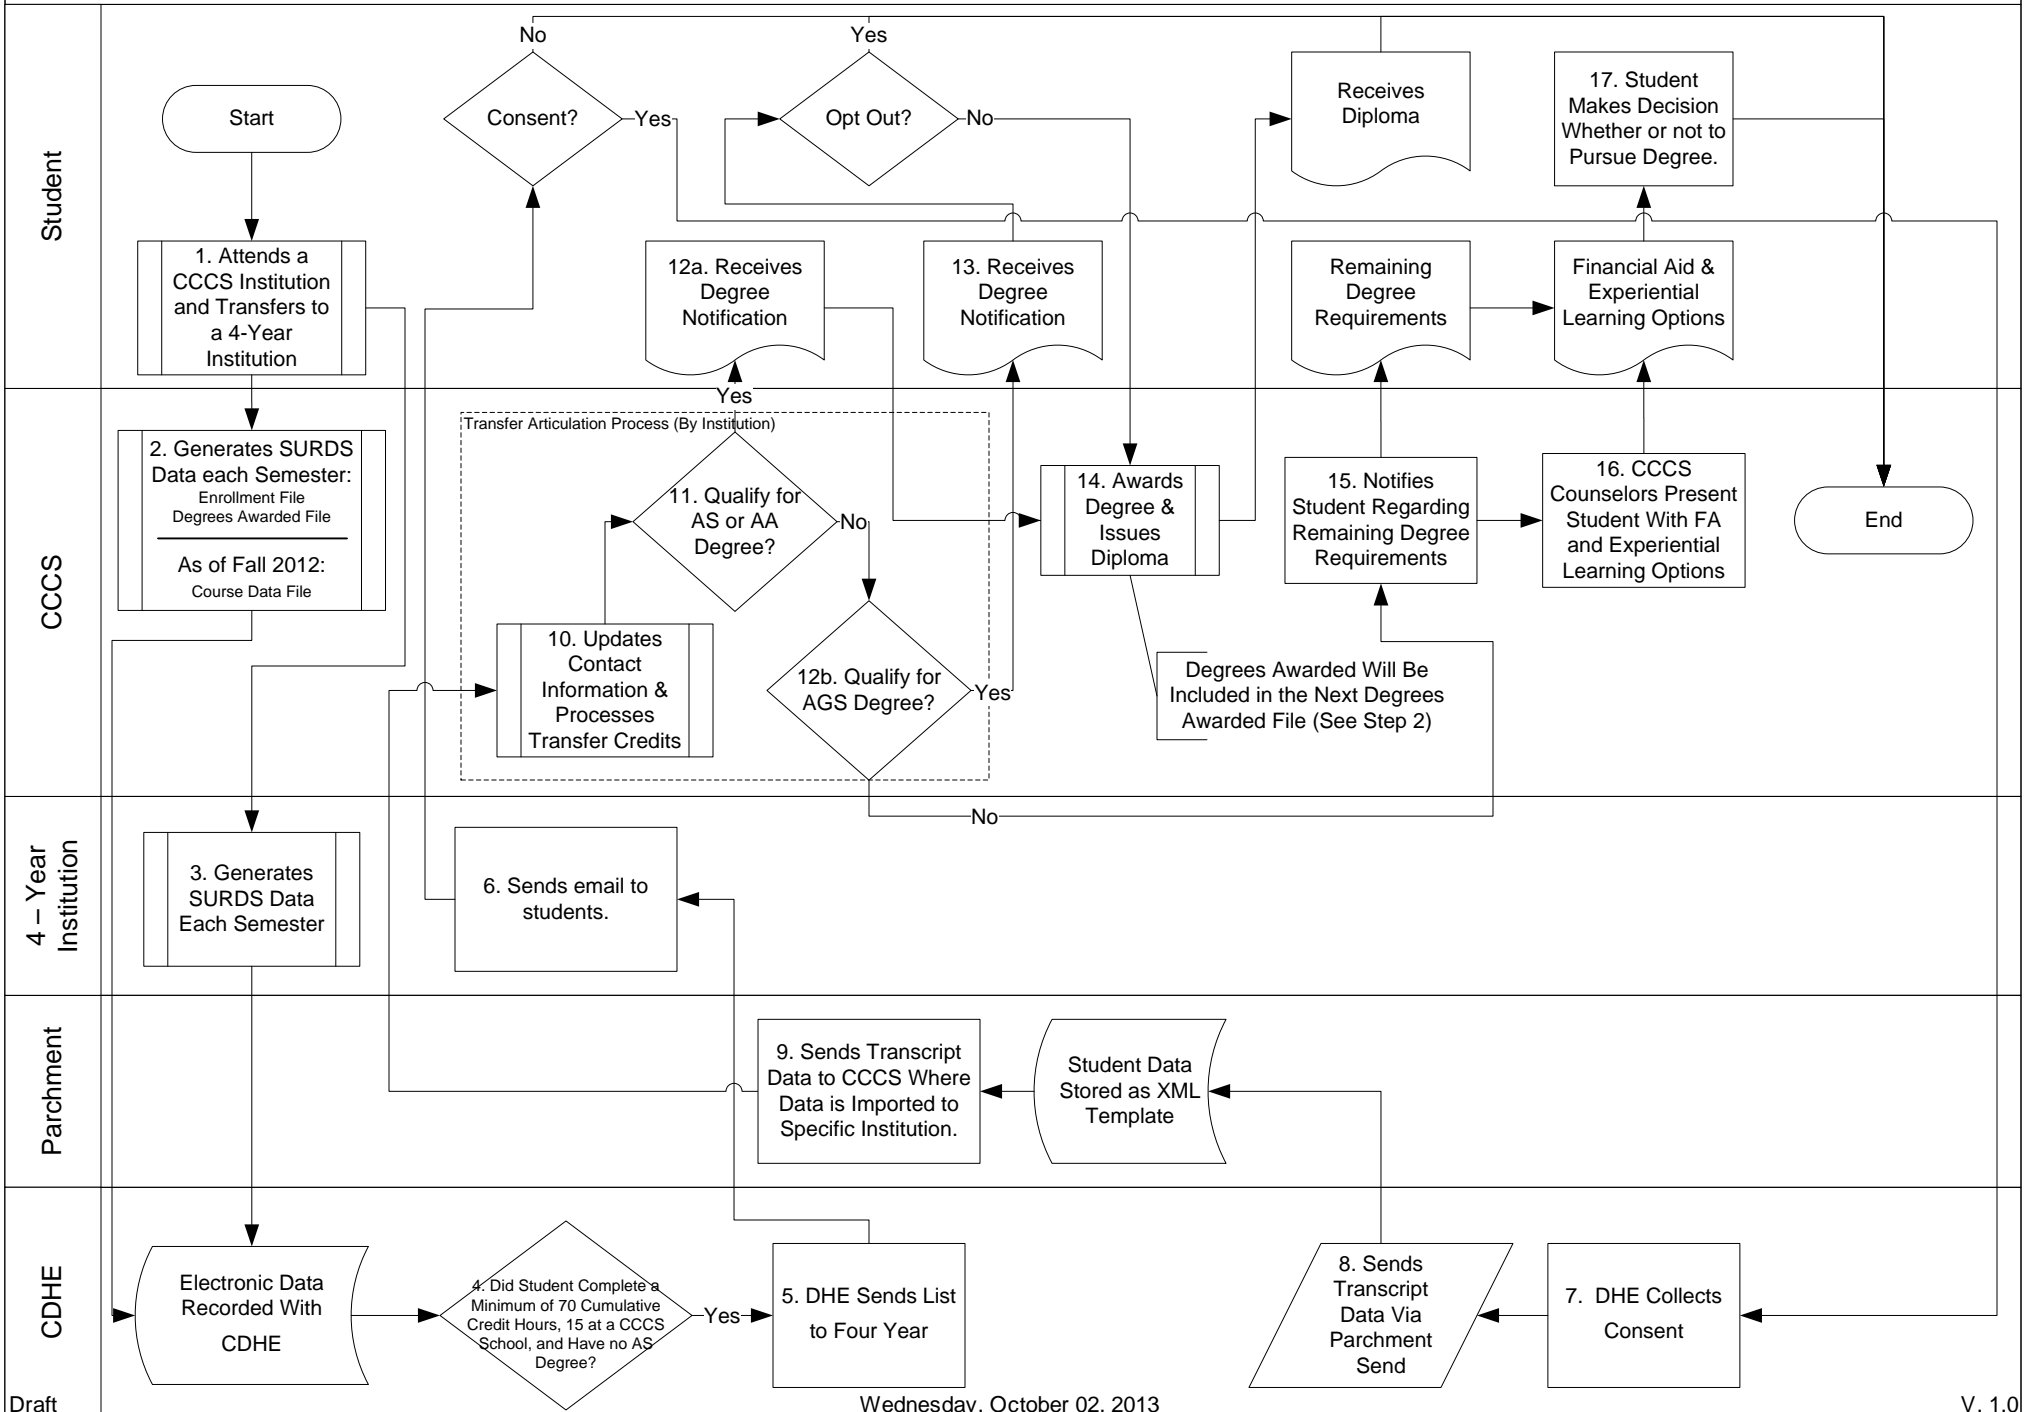 Student
Start
No
Consent?
Yes
Yes
Opt Out?
No
Receives
Diploma
17. Student
Makes Decision
Whether or not to
Pursue Degree.
1. Attends a
CCCS Institution
and Transfers to
a 4-Year
Institution
12a. Receives
Degree
Notification
13. Receives
Degree
Notification
Remaining
Degree
Requirements
Financial Aid &
Experiential
Learning Options
CCCS
2. Generates SURDS
Data each Semester:
Enrollment File
Degrees Awarded File
As of Fall 2012:
Course Data File
Yes
Transfer Articulation Process (By Institution)
11. Qualify for
AS or AA
Degree?
No
10. Updates
Contact
Information &
Processes
Transfer Credits
12b. Qualify for
AGS Degree?
Yes
No
14. Awards
Degree &
Issues
Diploma
Degrees Awarded Will Be
Included in the Next Degrees
Awarded File (See Step 2)
15. Notifies
Student Regarding
Remaining Degree
Requirements
16. CCCS
Counselors Present
Student With FA
and Experiential
Learning Options
End
4 – Year
Institution
3. Generates
SURDS Data
Each Semester
6. Sends email to
students.
Parchment
9. Sends Transcript
Data to CCCS Where
Data is Imported to
Specific Institution.
Student Data
Stored as XML
Template
CDHE
Electronic Data
Recorded With
CDHE
4. Did Student Complete a
Minimum of 70 Cumulative
Credit Hours, 15 at a CCCS
School, and Have no AS
Degree?
Yes
5. DHE Sends List
to Four Year
8. Sends
Transcript
Data Via
Parchment
Send
7. DHE Collects
Consent
Draft
Wednesday, October 02, 2013
V. 1.0